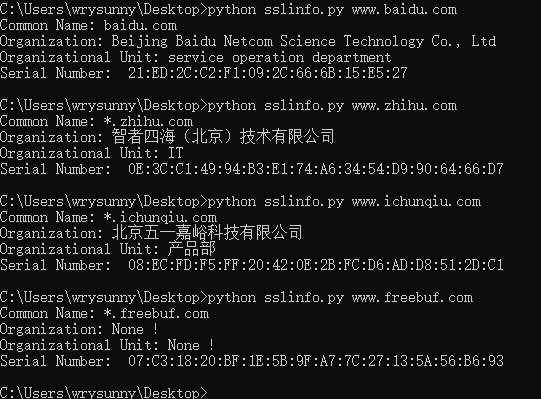 C:\Users\wrysunny\Desktop>python sslinfo.py www.baidu.com
Common Name: baidu.com
Organization: Beijing Baidu Netcom Science Technology Co., Ltd
Organizational Unit: service operation department
Serial Number:  21:ED:2C:C2:F1:09:2C:66:6B:15:E5:27
C:\Users\wrysunny\Desktop>python sslinfo.py www.zhihu.com
Common Name: *.zhihu.com
Organization: 智者四海（北京）技术有限公司
Organizational Unit: IT
Serial Number:  0E:3C:C1:49:94:B3:E1:74:A6:34:54:D9:90:64:66:D7
C:\Users\wrysunny\Desktop>python sslinfo.py www.ichunqiu.com
Common Name: *.ichunqiu.com
Organization: 北京五一嘉峪科技有限公司
Organizational Unit: 产品部
Serial Number:  08:EC:FD:F5:FF:20:42:0E:2B:FC:D6:AD:D8:51:2D:C1
C:\Users\wrysunny\Desktop>python sslinfo.py www.freebuf.com
Common Name: *.freebuf.com
Organization: None !
Organizational Unit: None !
Serial Number:  07:C3:18:20:BF:1E:5B:9F:A7:7C:27:13:5A:56:B6:93
C:\Users\wrysunny\Desktop>